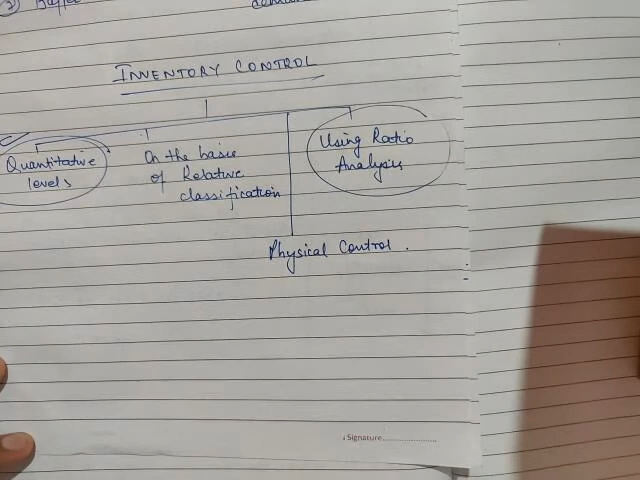 INVENTORY CONTROL
Quantitative
levels
On the basis
of Relative
classification
Using Ratio
Analysis
Physical Control.
Signature